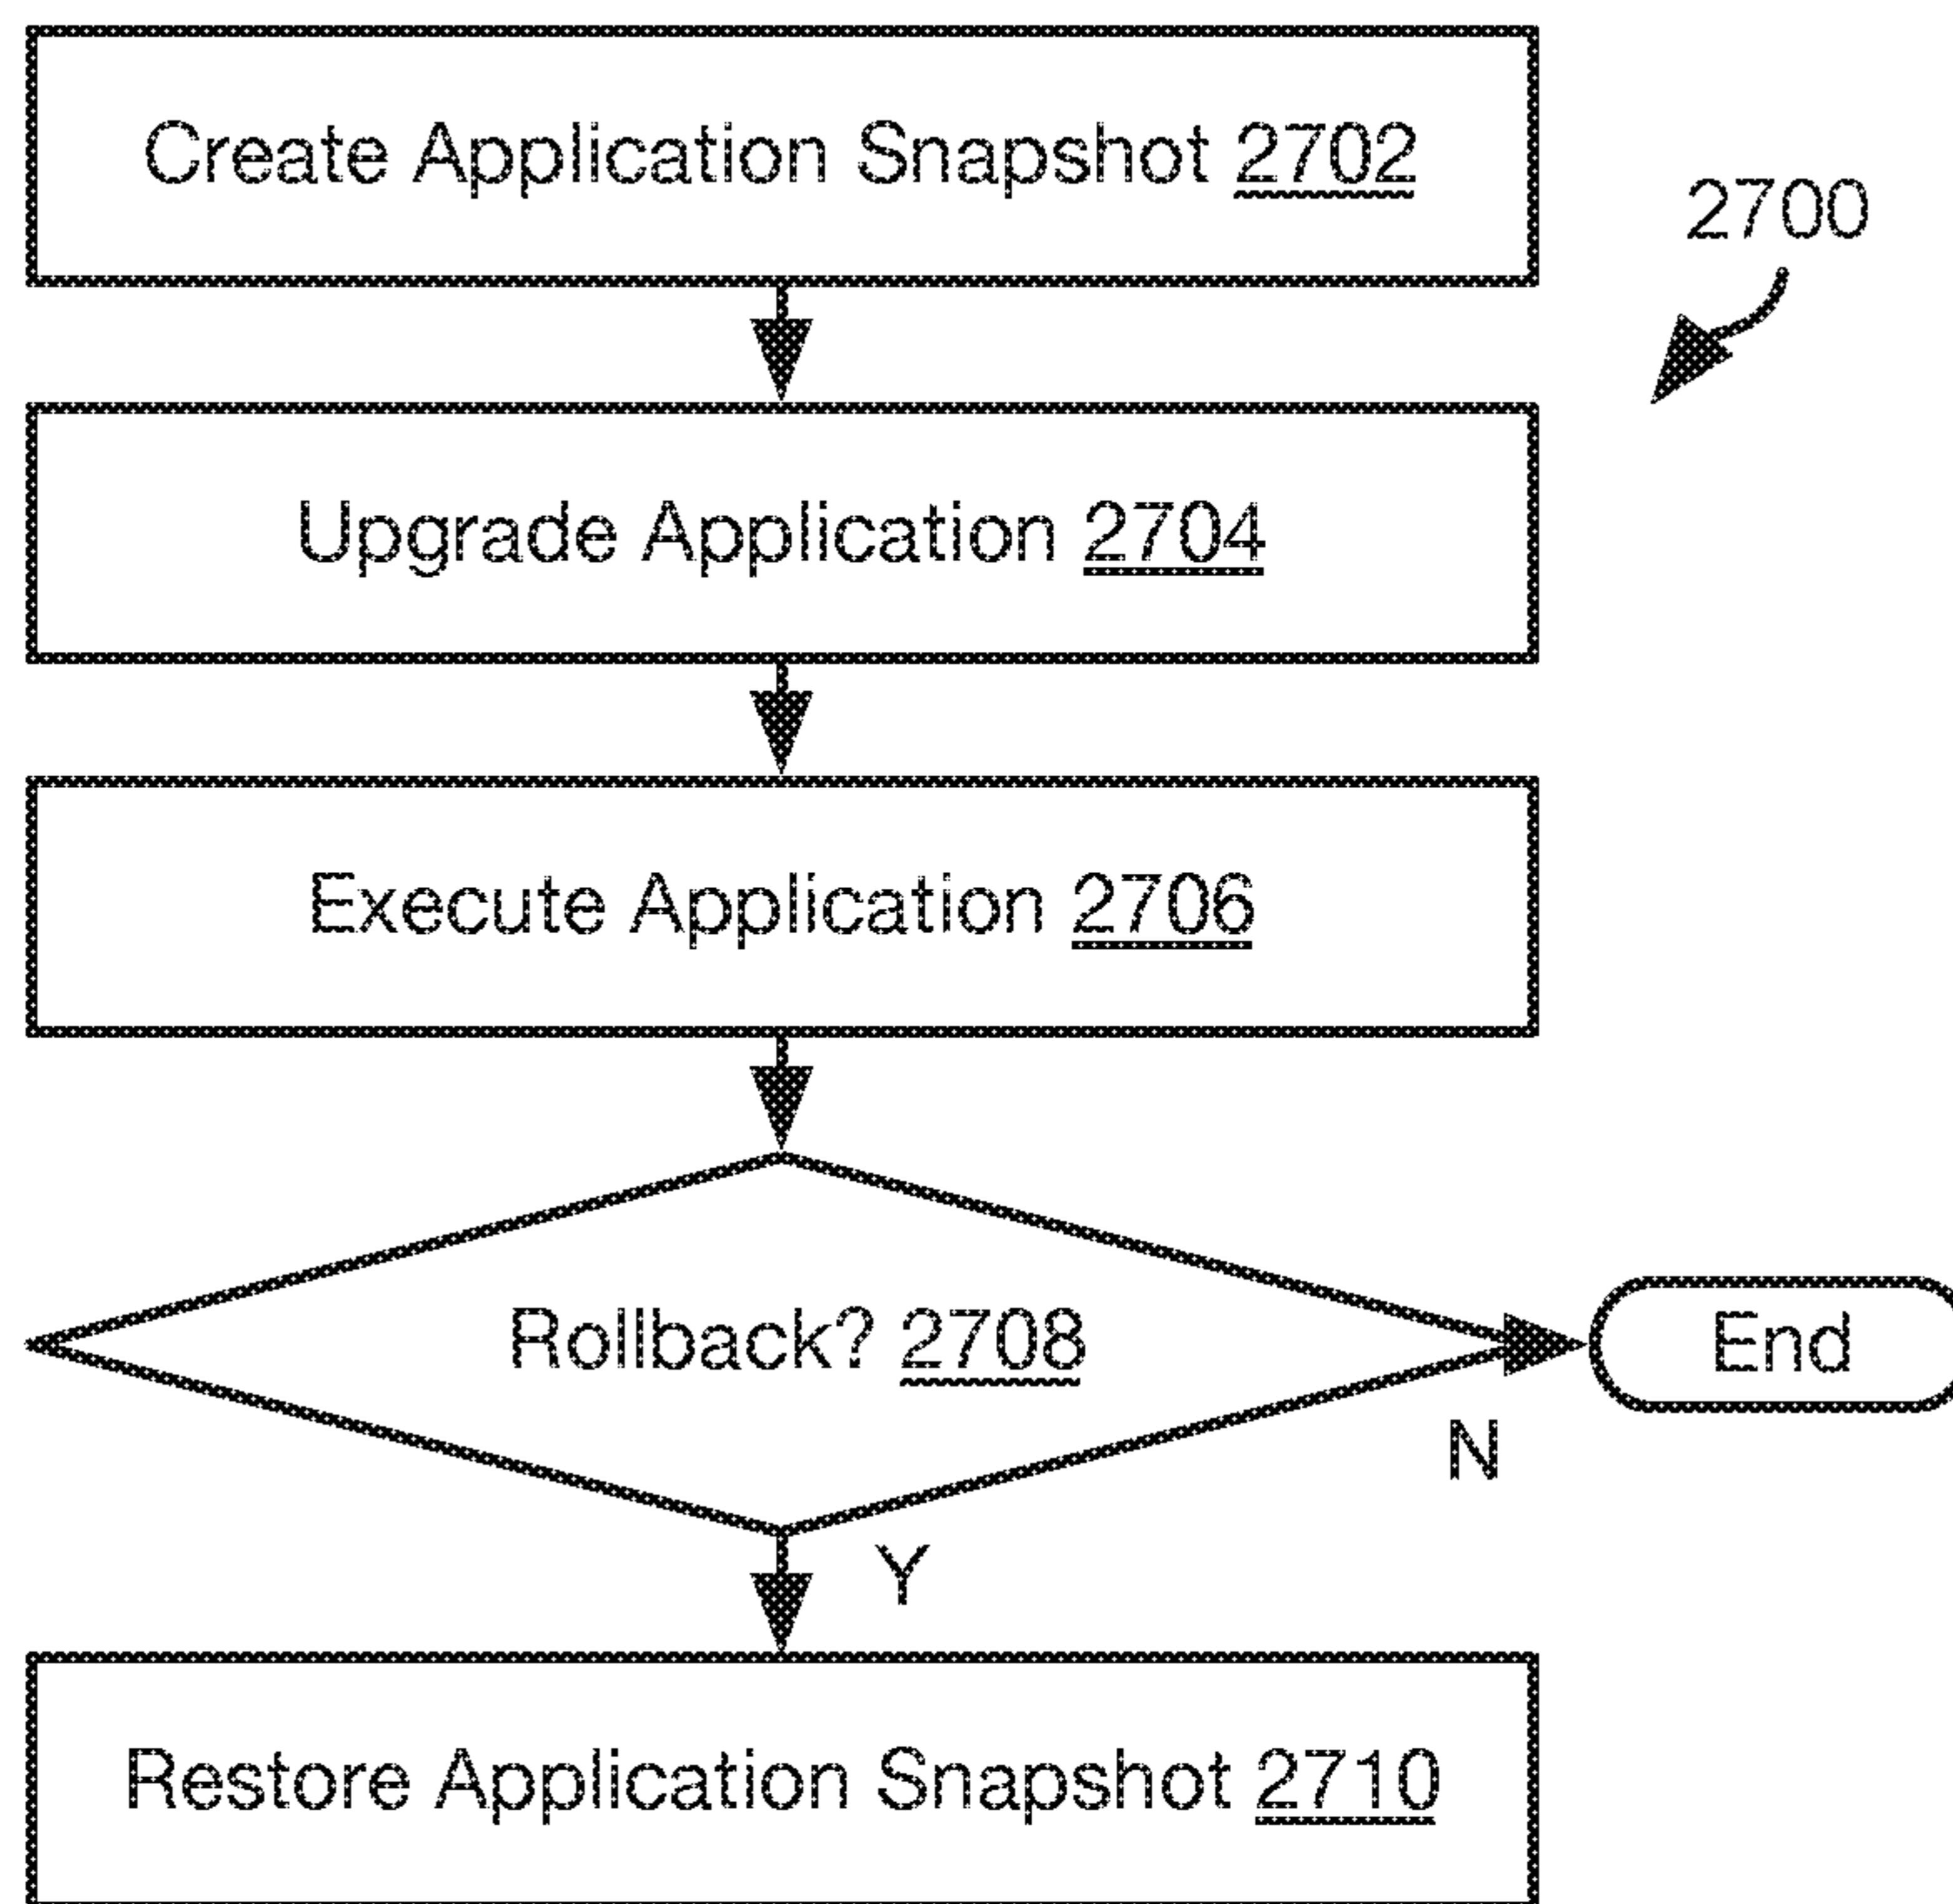 Create Application Snapshot 2702
2700
Upgrade Application 2704
Execute Application 2706
Rollback? 2708
End
N
Y
Restore Application Snapshot 2710